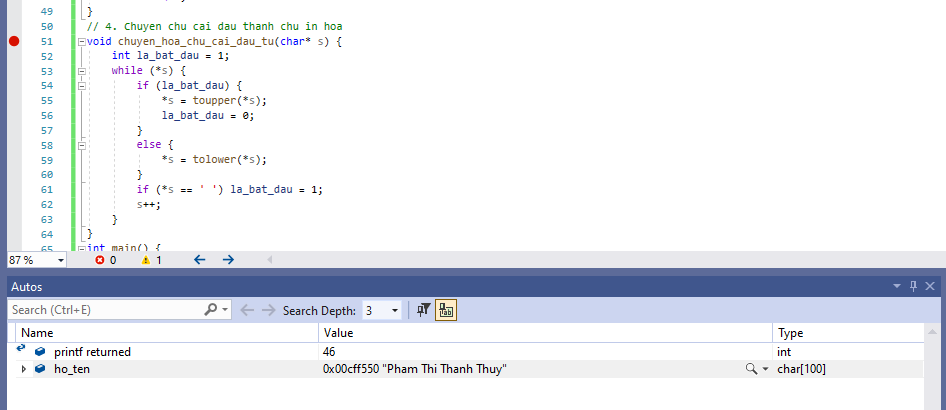 49 }
50 // 4. Chuyen chu cai dau thanh chu in hoa
51 void chuyen_hoa_chu_cai_dau_tu(char* s) {
52 int la_bat_dau = 1;
53 while (*s) {
54 if (la_bat_dau) {
55 *s = toupper(*s);
56 la_bat_dau = 0;
57 }
58 else {
59 *s = tolower(*s);
60 }
61 if (*s == ' ') la_bat_dau = 1;
62 s++;
63 }
64 }
65 int main() {
87 % 0 1
Autos
Search (Ctrl+E) Search Depth: 3
Name Value Type
printf returned 46 int
ho_ten 0x00cff550 "Pham Thi Thanh Thuy" char[100]